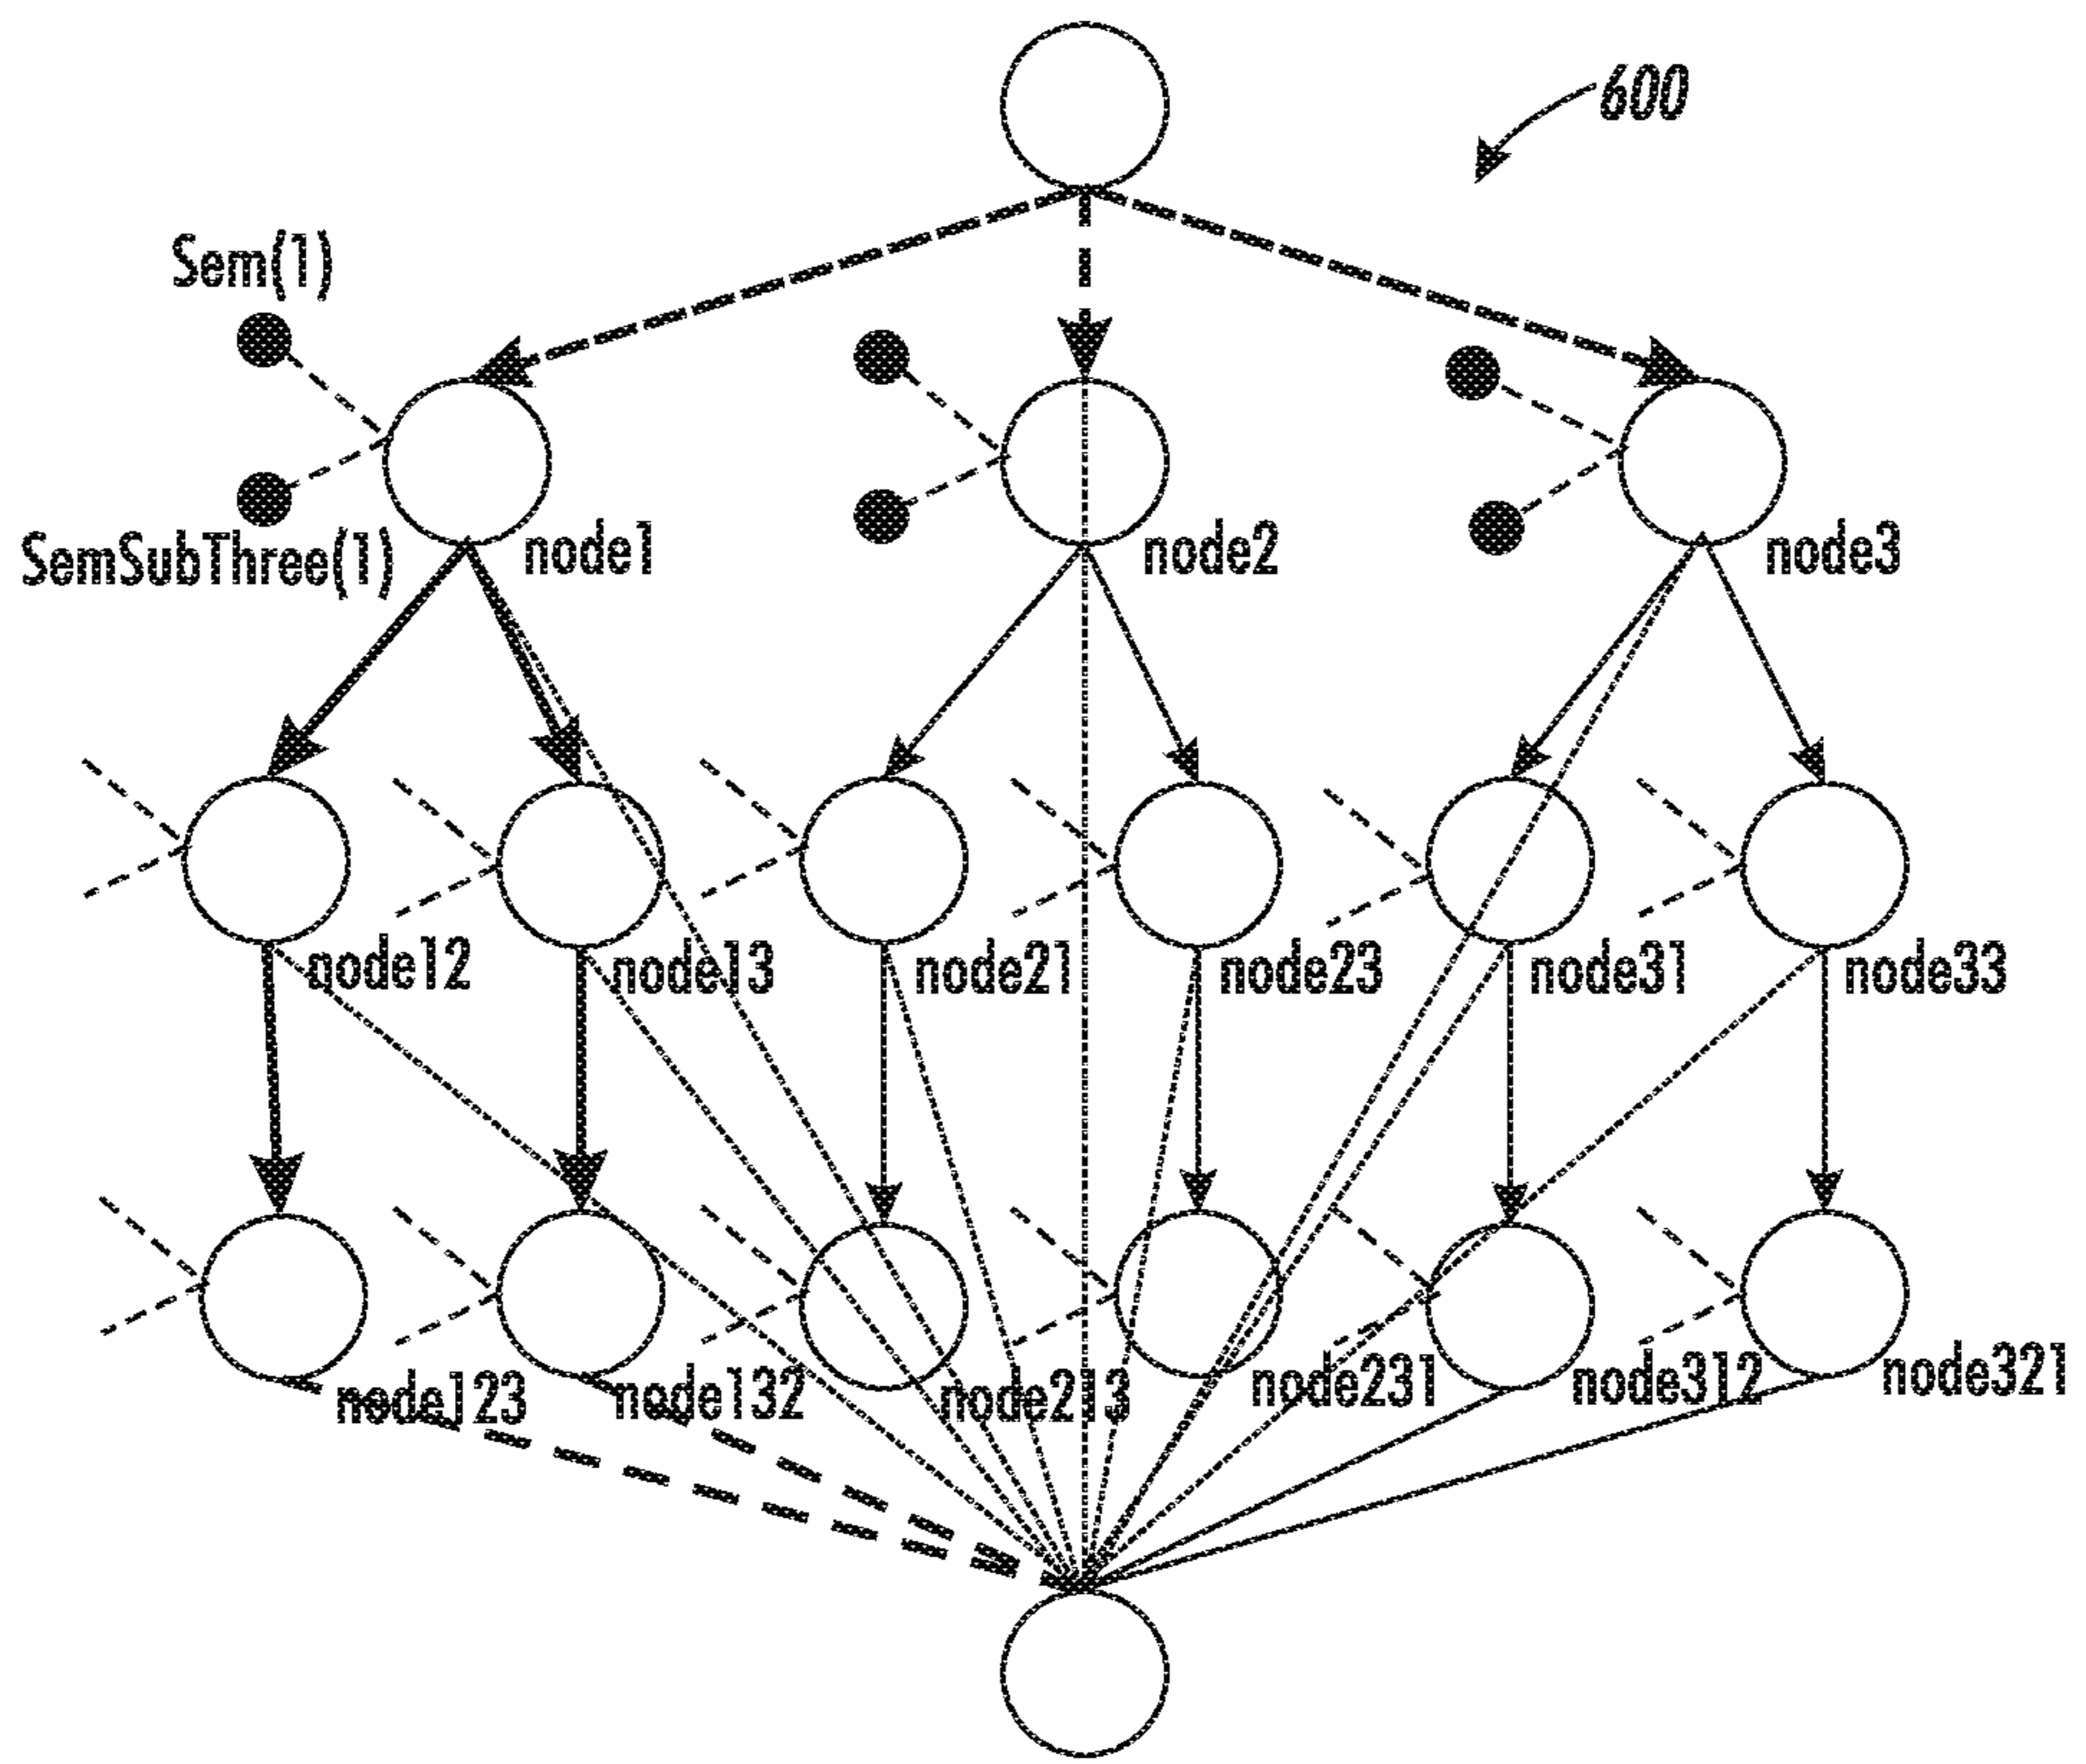 600
Sem(1)
SemSubThree(1)
node1
node2
node3
node12
node13
node21
node23
node31
node33
node123
node132
node213
node231
node312
node321